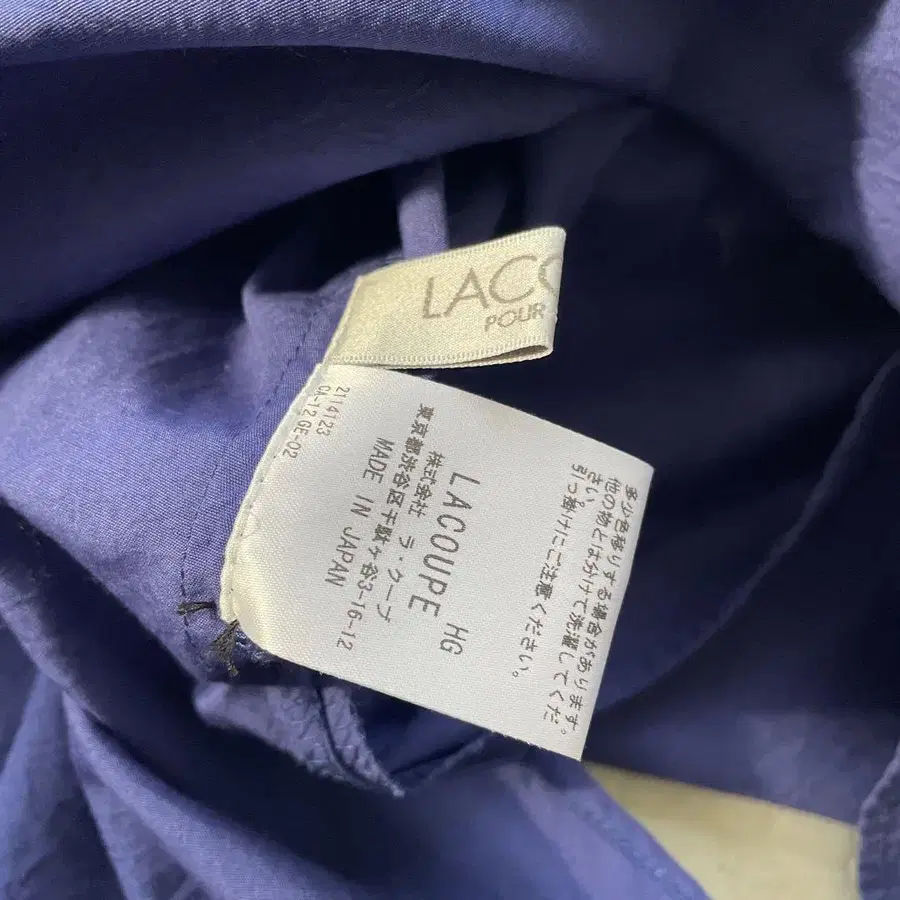 LACO
POUR
多少色移りする場合があります。
他の物とは分けて洗濯してくだ
さい。
引っ掛けにご注意ください。
LACOUPE HG
株式会社 ラ・クープ
東京都渋谷区千駄ヶ谷3-16-12
MADE IN JAPAN
2114123
CA-12 GE-02